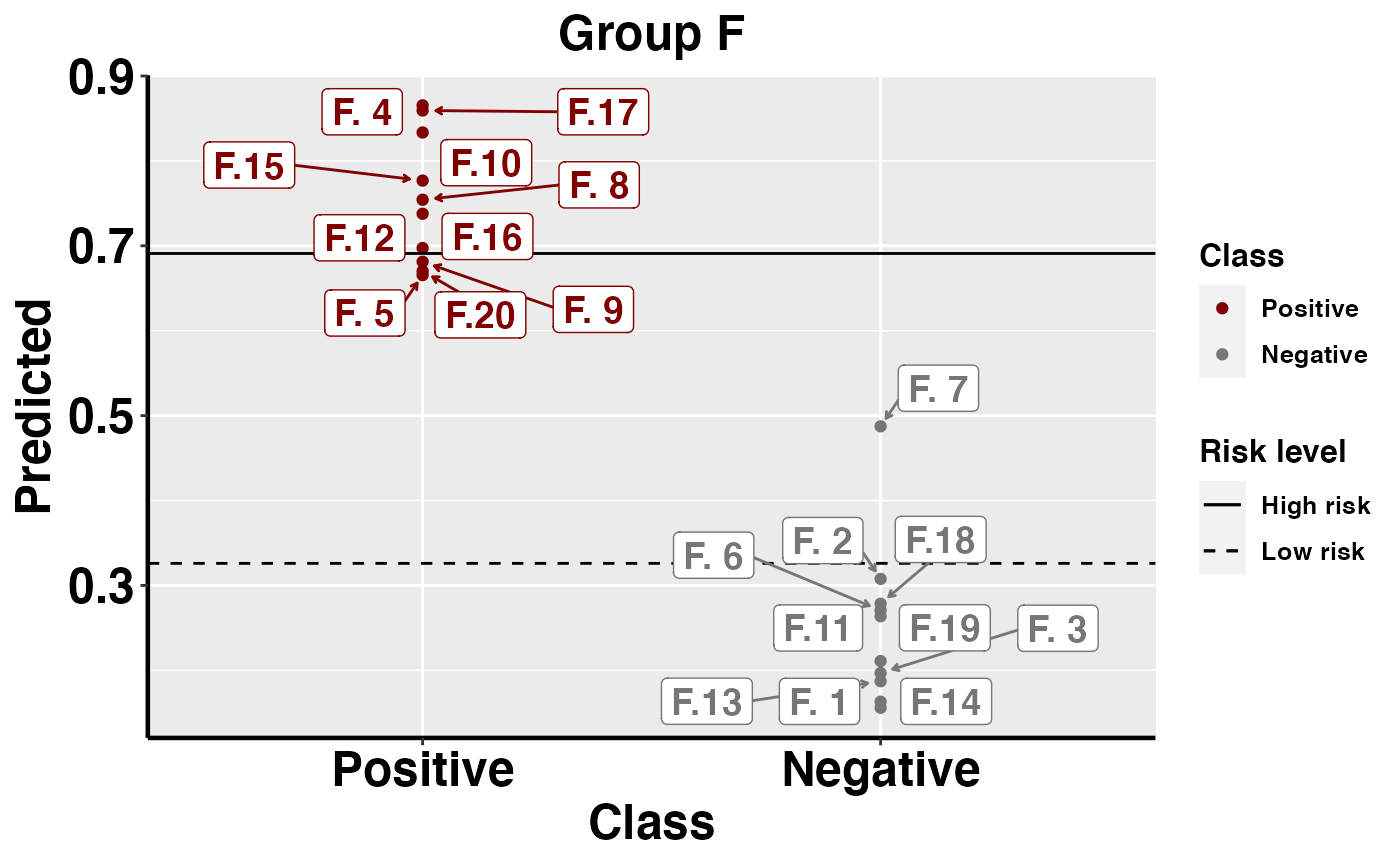 Group F
0.9
0.7
0.5
0.3
Predicted
F. 4
F.17
F.15
F.10
F. 8
F.12
F.16
F. 5
F.20
F. 9
F. 7
F. 6
F. 2
F.18
F.11
F.19
F. 3
F.13
F. 1
F.14
Positive
Negative
Class
Class
Positive
Negative
Risk level
High risk
Low risk